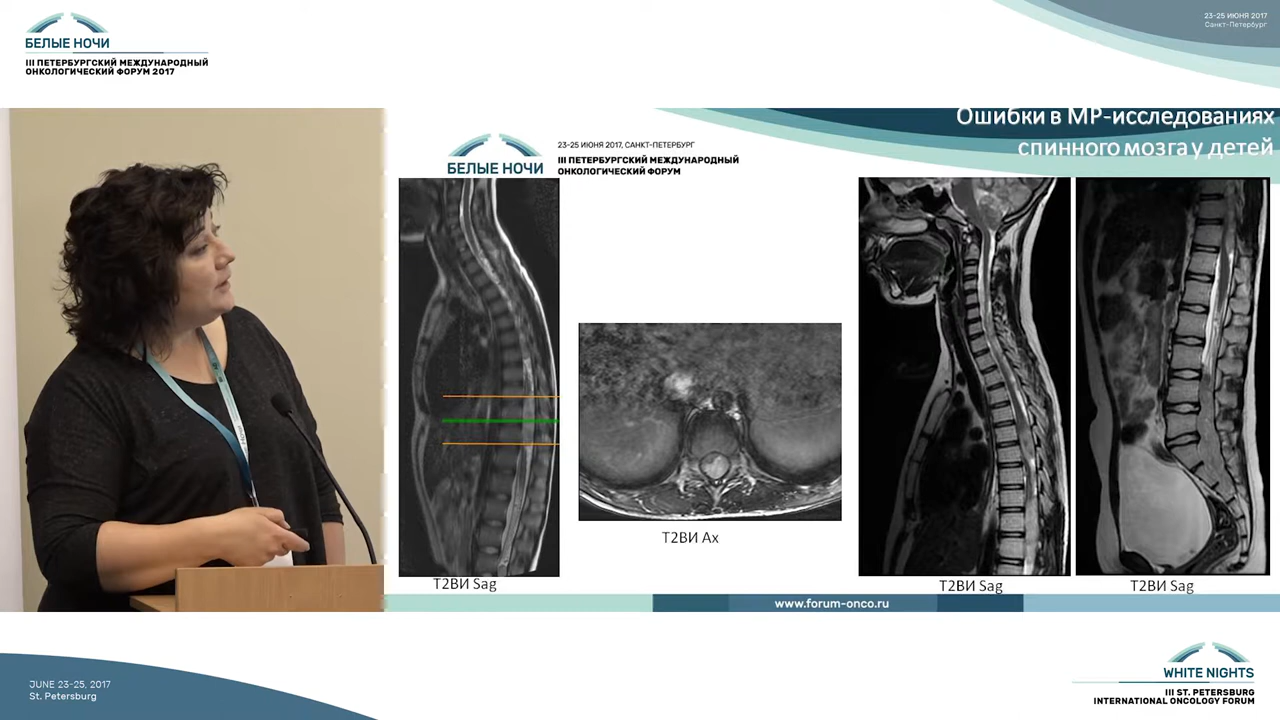 БЕЛЫЕ НОЧИ
III ПЕТЕРБУРГСКИЙ МЕЖДУНАРОДНЫЙ
ОНКОЛОГИЧЕСКИЙ ФОРУМ 2017
23-25 ИЮНЯ 2017
Санкт-Петербург
Ошибки в МР-исследованиях
спинного мозга у детей
23-25 ИЮНЯ 2017, САНКТ-ПЕТЕРБУРГ
БЕЛЫЕ НОЧИ
III ПЕТЕРБУРГСКИЙ МЕЖДУНАРОДНЫЙ
ОНКОЛОГИЧЕСКИЙ ФОРУМ
Т2ВИ Sag
Т2ВИ Ax
Т2ВИ Sag
Т2ВИ Sag
www.forum-onco.ru
JUNE 23-25, 2017
St. Petersburg
WHITE NIGHTS
III ST. PETERSBURG
INTERNATIONAL ONCOLOGY FORUM